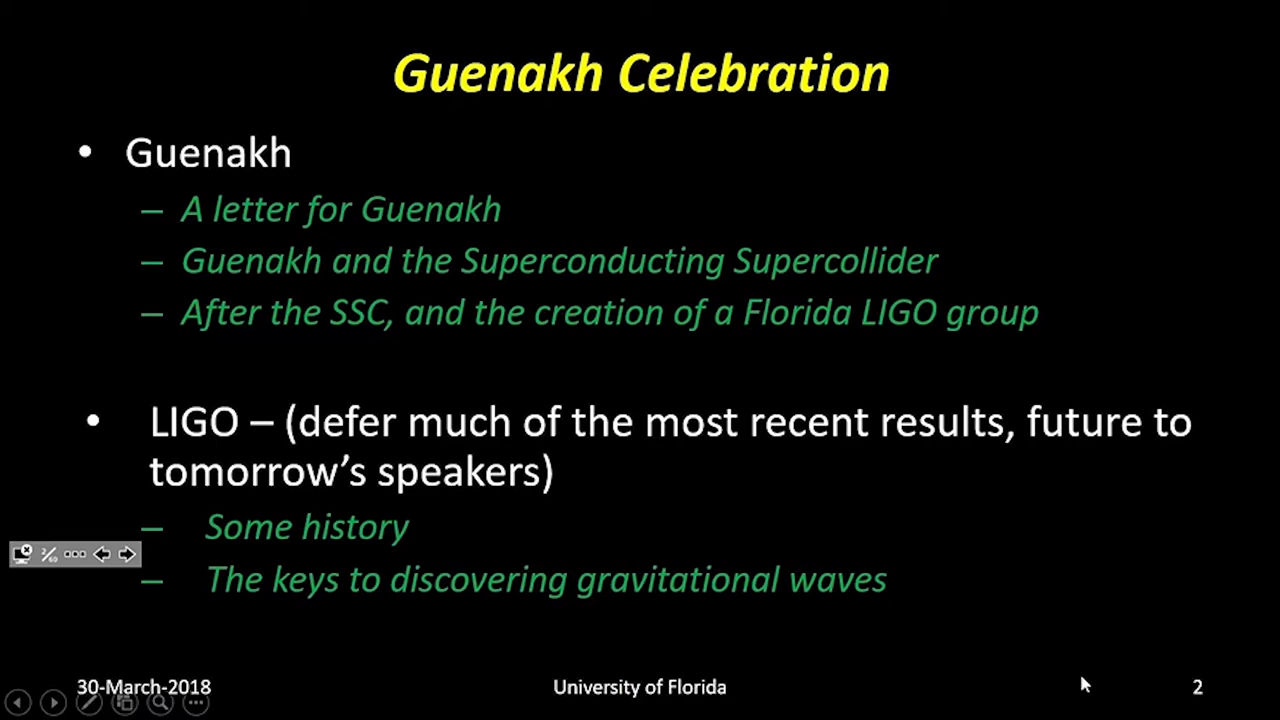 Guenakh Celebration
• Guenakh
– A letter for Guenakh
– Guenakh and the Superconducting Supercollider
– After the SSC, and the creation of a Florida LIGO group
• LIGO – (defer much of the most recent results, future to
tomorrow’s speakers)
– Some history
– The keys to discovering gravitational waves
30-March-2018
University of Florida
2